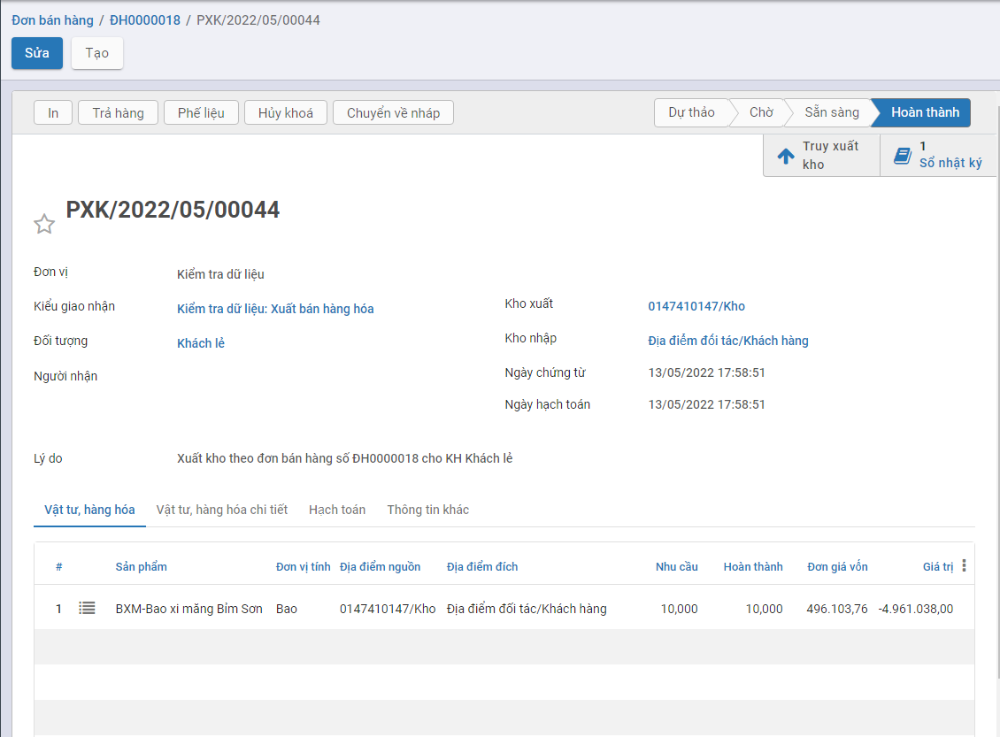 Đơn bán hàng / ĐH0000018 / PXK/2022/05/00044
Sửa Tạo
In Trả hàng Phế liệu Hủy khoá Chuyển về nháp Dự thảo Chờ Sẵn sàng Hoàn thành
Truy xuất kho
1 Sổ nhật ký
PXK/2022/05/00044
Đơn vị Kiểm tra dữ liệu
Kiểu giao nhận Kiểm tra dữ liệu: Xuất bán hàng hóa
Đối tượng Khách lẻ
Người nhận
Kho xuất 0147410147/Kho
Kho nhập Địa điểm đối tác/Khách hàng
Ngày chứng từ 13/05/2022 17:58:51
Ngày hạch toán 13/05/2022 17:58:51
Lý do Xuất kho theo đơn bán hàng số ĐH0000018 cho KH Khách lẻ
Vật tư, hàng hóa Vật tư, hàng hóa chi tiết Hạch toán Thông tin khác
# Sản phẩm Đơn vị tính Địa điểm nguồn Địa điểm đích Nhu cầu Hoàn thành Đơn giá vốn Giá trị
1 BXM-Bao xi măng Bỉm Sơn Bao 0147410147/Kho Địa điểm đối tác/Khách hàng 10,000 10,000 496.103,76 -4.961.038,00